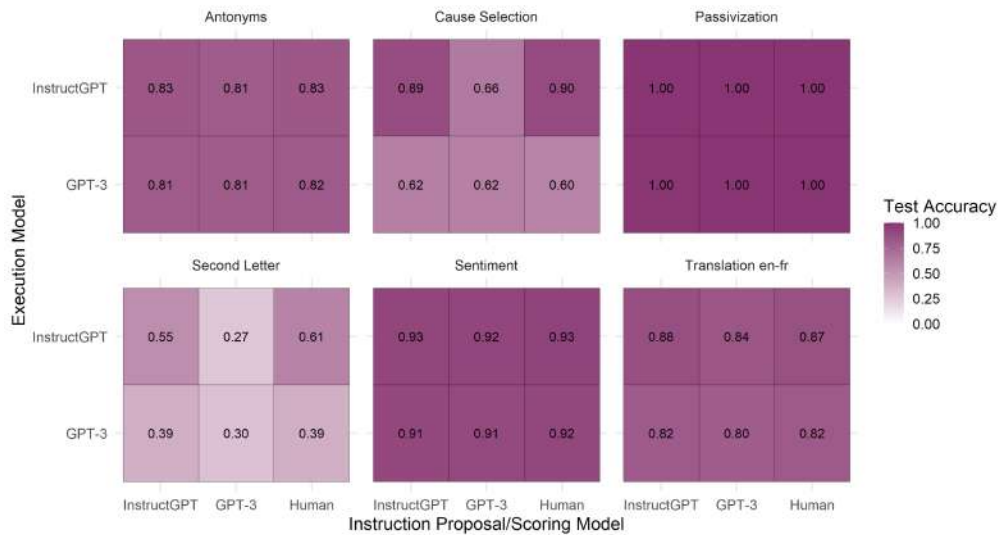 Antonyms Cause Selection Passivization
InstructGPT 0.83 0.81 0.83 0.89 0.66 0.90 1.00 1.00 1.00
GPT-3 0.81 0.81 0.82 0.62 0.62 0.60 1.00 1.00 1.00
Execution Model
Test Accuracy
1.00
0.75
0.50
0.25
0.00
Second Letter Sentiment Translation en-fr
InstructGPT 0.55 0.27 0.61 0.93 0.92 0.93 0.88 0.84 0.87
GPT-3 0.39 0.30 0.39 0.91 0.91 0.92 0.82 0.80 0.82
InstructGPT GPT-3 Human InstructGPT GPT-3 Human InstructGPT GPT-3 Human
Instruction Proposal/Scoring Model